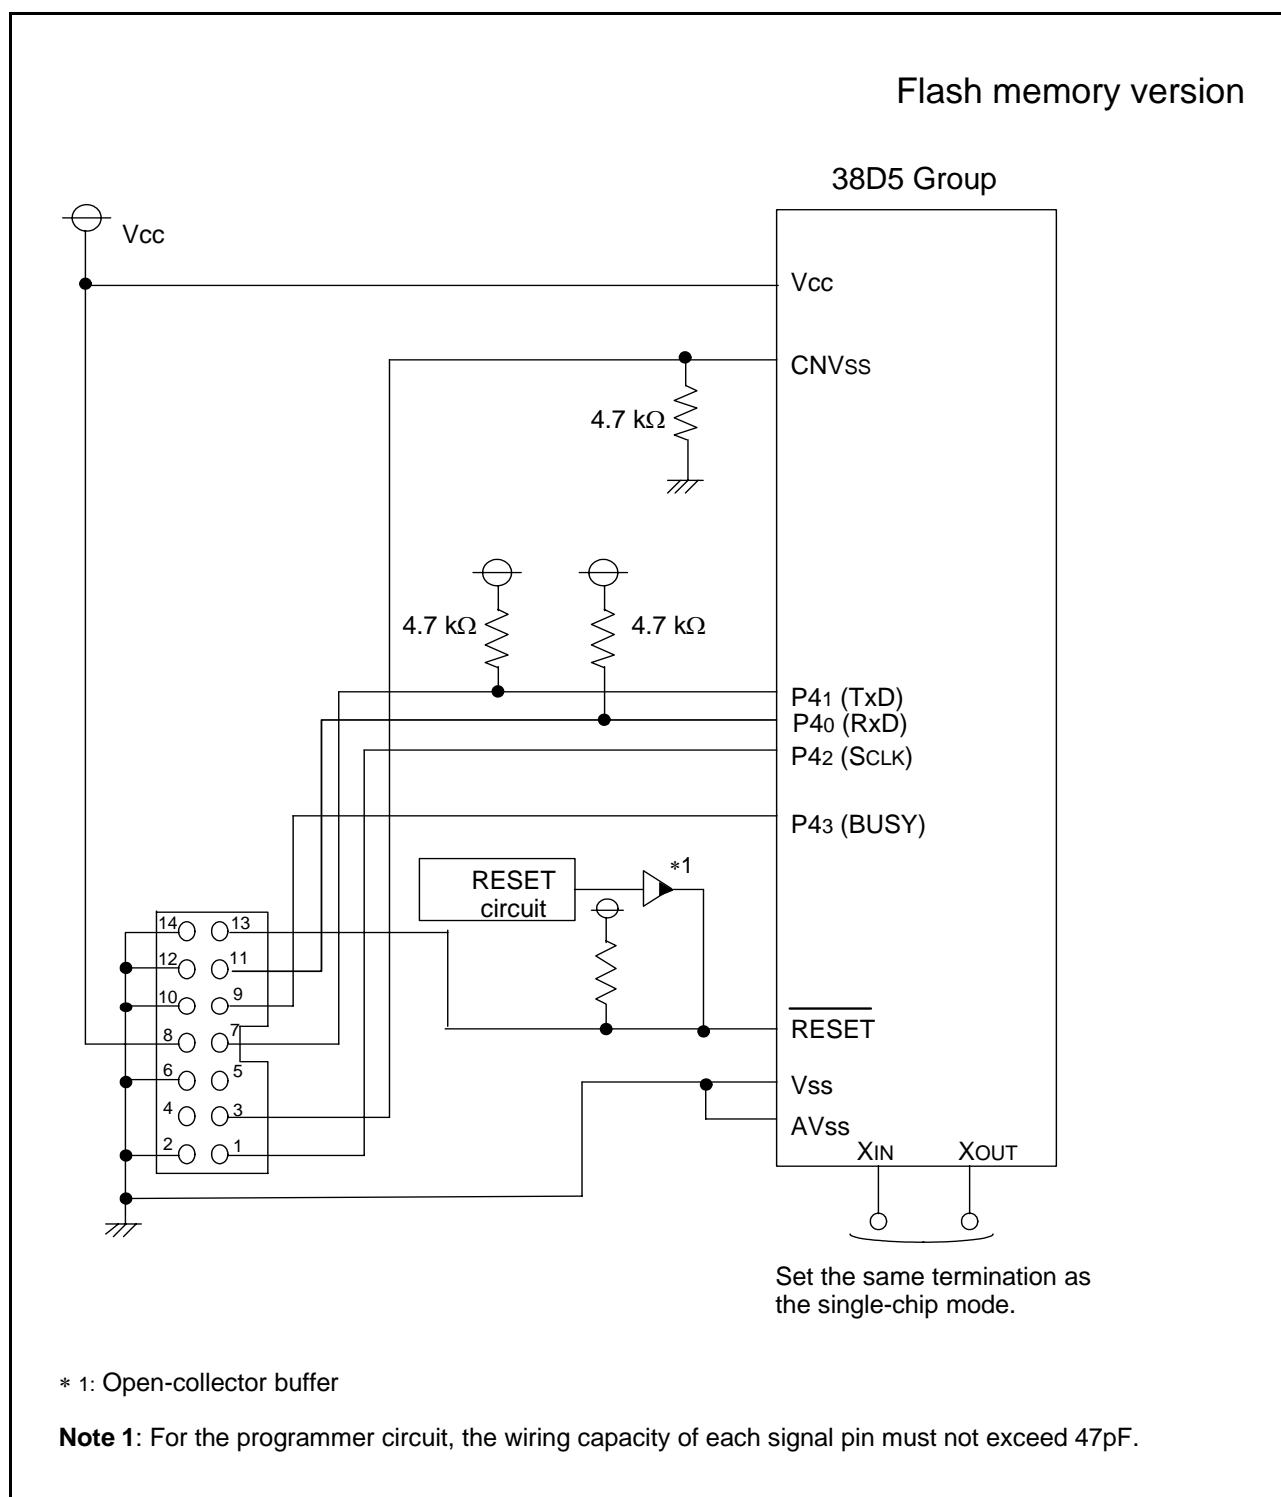 Flash memory version
38D5 Group
Vcc
Vcc
CNVss
4.7 kΩ
4.7 kΩ
4.7 kΩ
P41 (TxD)
P40 (RxD)
P42 (SCLK)
P43 (BUSY)
RESET
circuit
*1
14
13
12
11
10
9
8
7
6
5
4
3
2
1
RESET
Vss
AVss
XIN
XOUT
Set the same termination as
the single-chip mode.
* 1: Open-collector buffer
Note 1: For the programmer circuit, the wiring capacity of each signal pin must not exceed 47pF.